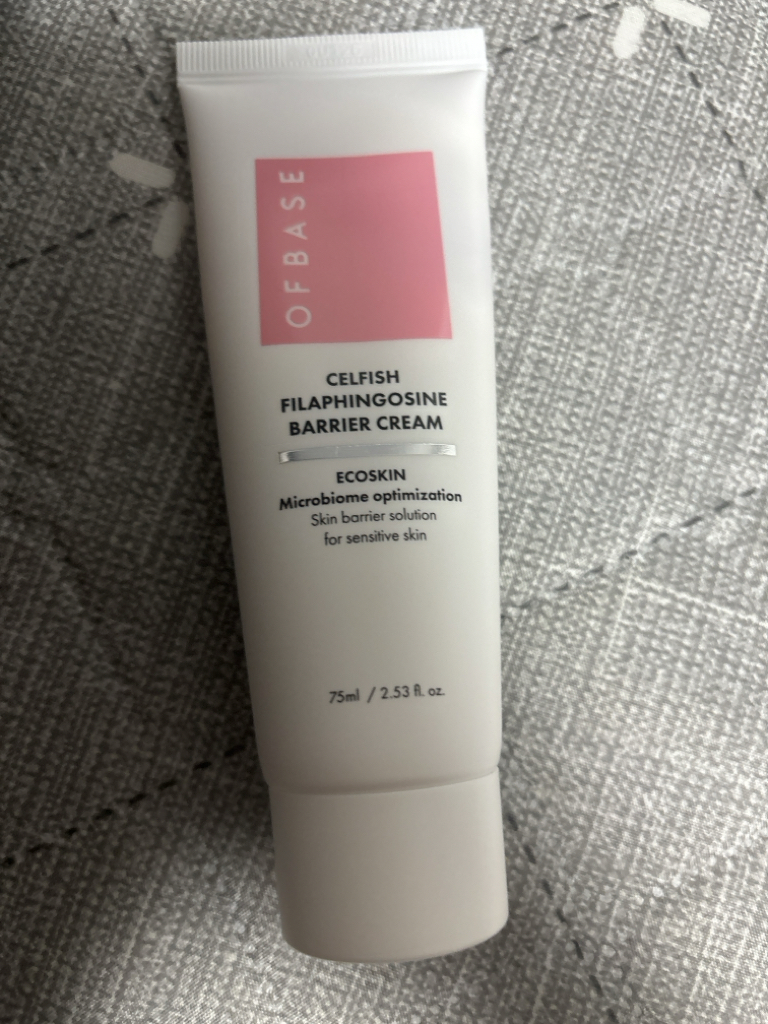 OFBASE
CELFISH
FILAPHINGOSINE
BARRIER CREAM
ECOSKIN
Microbiome optimization
Skin barrier solution
for sensitive skin
75ml / 2.53 fl. oz.